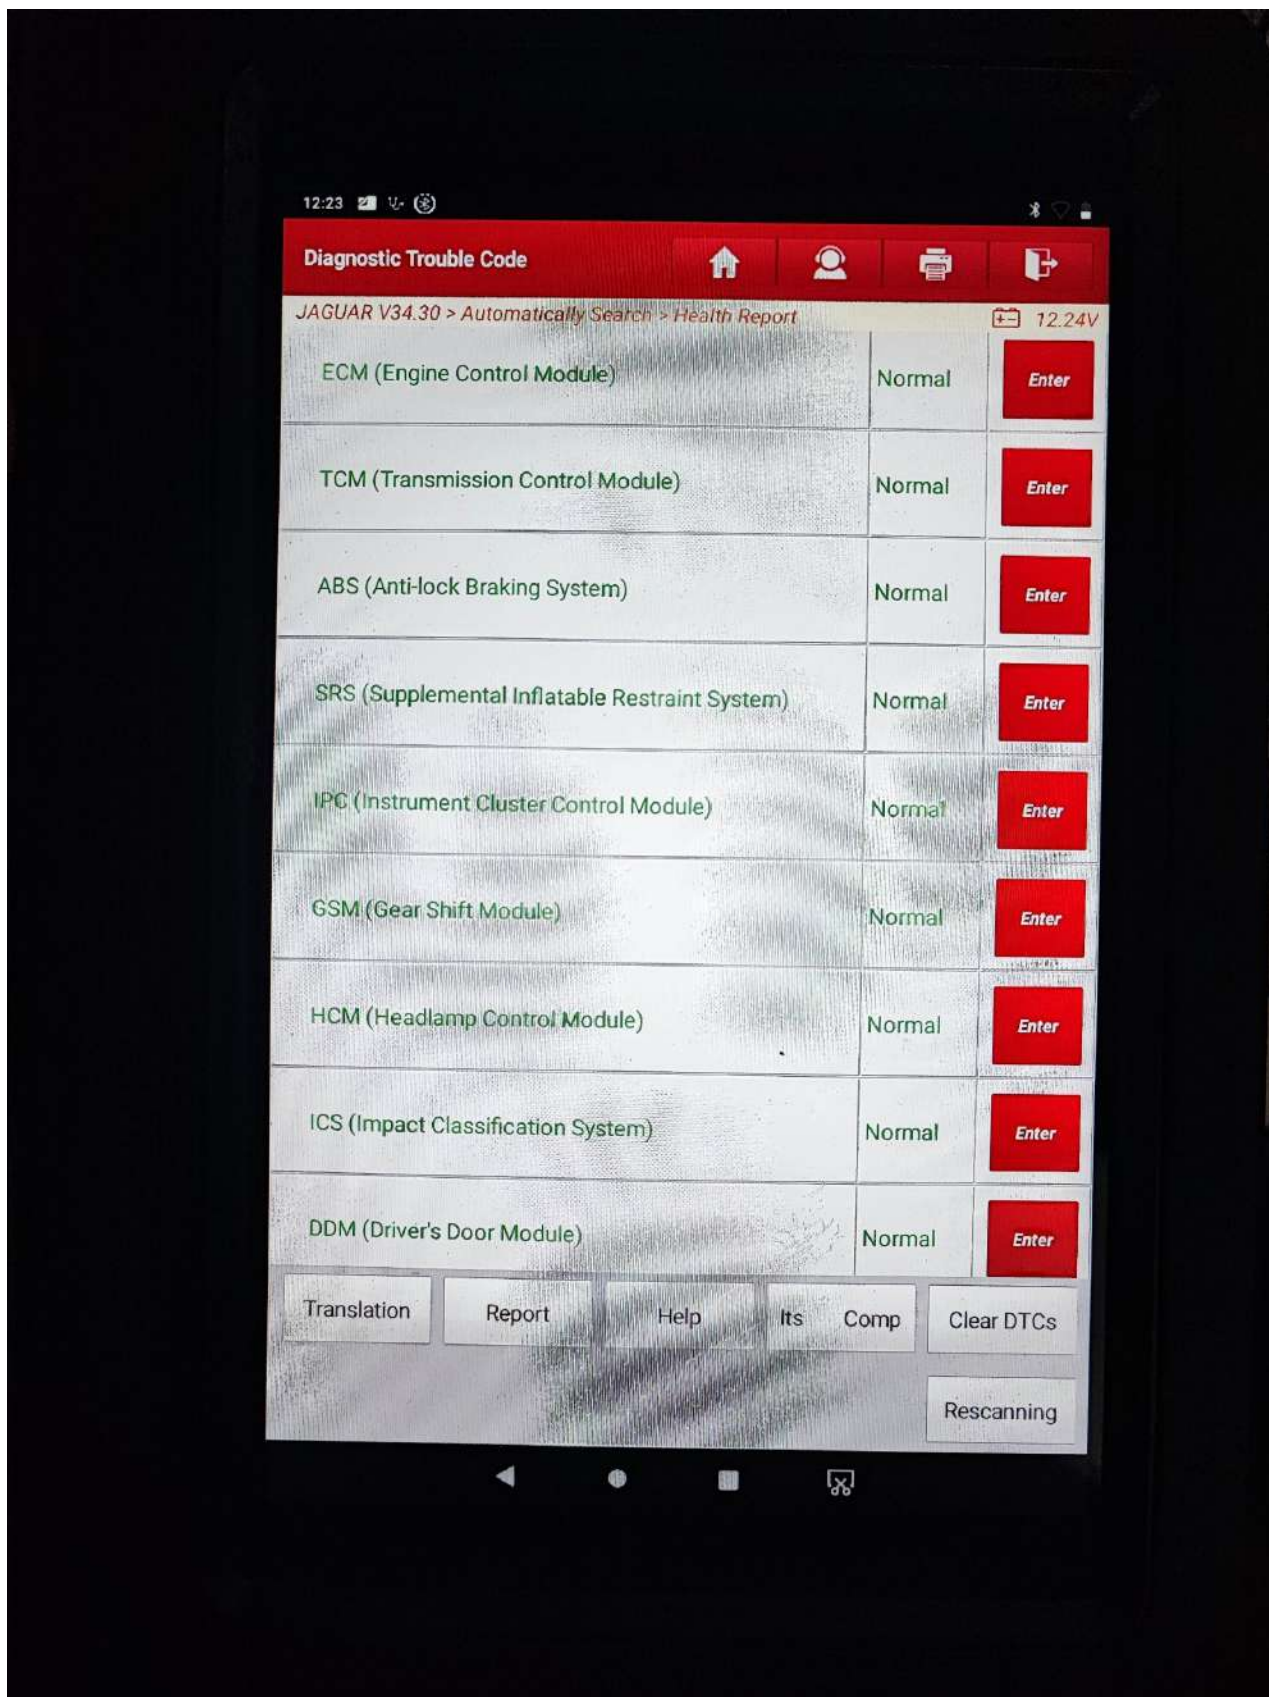 12:23
Diagnostic Trouble Code
JAGUAR V34.30 > Automatically Search > Health Report 12.24V
ECM (Engine Control Module) Normal Enter
TCM (Transmission Control Module) Normal Enter
ABS (Anti-lock Braking System) Normal Enter
SRS (Supplemental Inflatable Restraint System) Normal Enter
IPC (Instrument Cluster Control Module) Normal Enter
GSM (Gear Shift Module) Normal Enter
HCM (Headlamp Control Module) Normal Enter
ICS (Impact Classification System) Normal Enter
DDM (Driver's Door Module) Normal Enter
Translation Report Help lts Comp Clear DTCs
Rescanning